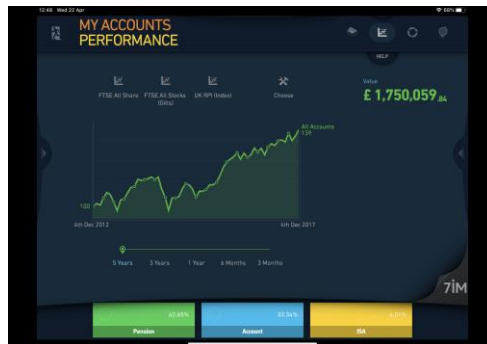 12:48 Wed 22 Apr
60%
MY ACCOUNTS
PERFORMANCE
HELP
FTSE All Share
FTSE All Stocks
(Gilts)
UK RPI (Index)
Choose
Value
£ 1,750,059.84
All Accounts
139
100
4th Dec 2012
4th Dec 2017
5 Years
3 Years
1 Year
6 Months
3 Months
7iM
Pension
Account
ISA